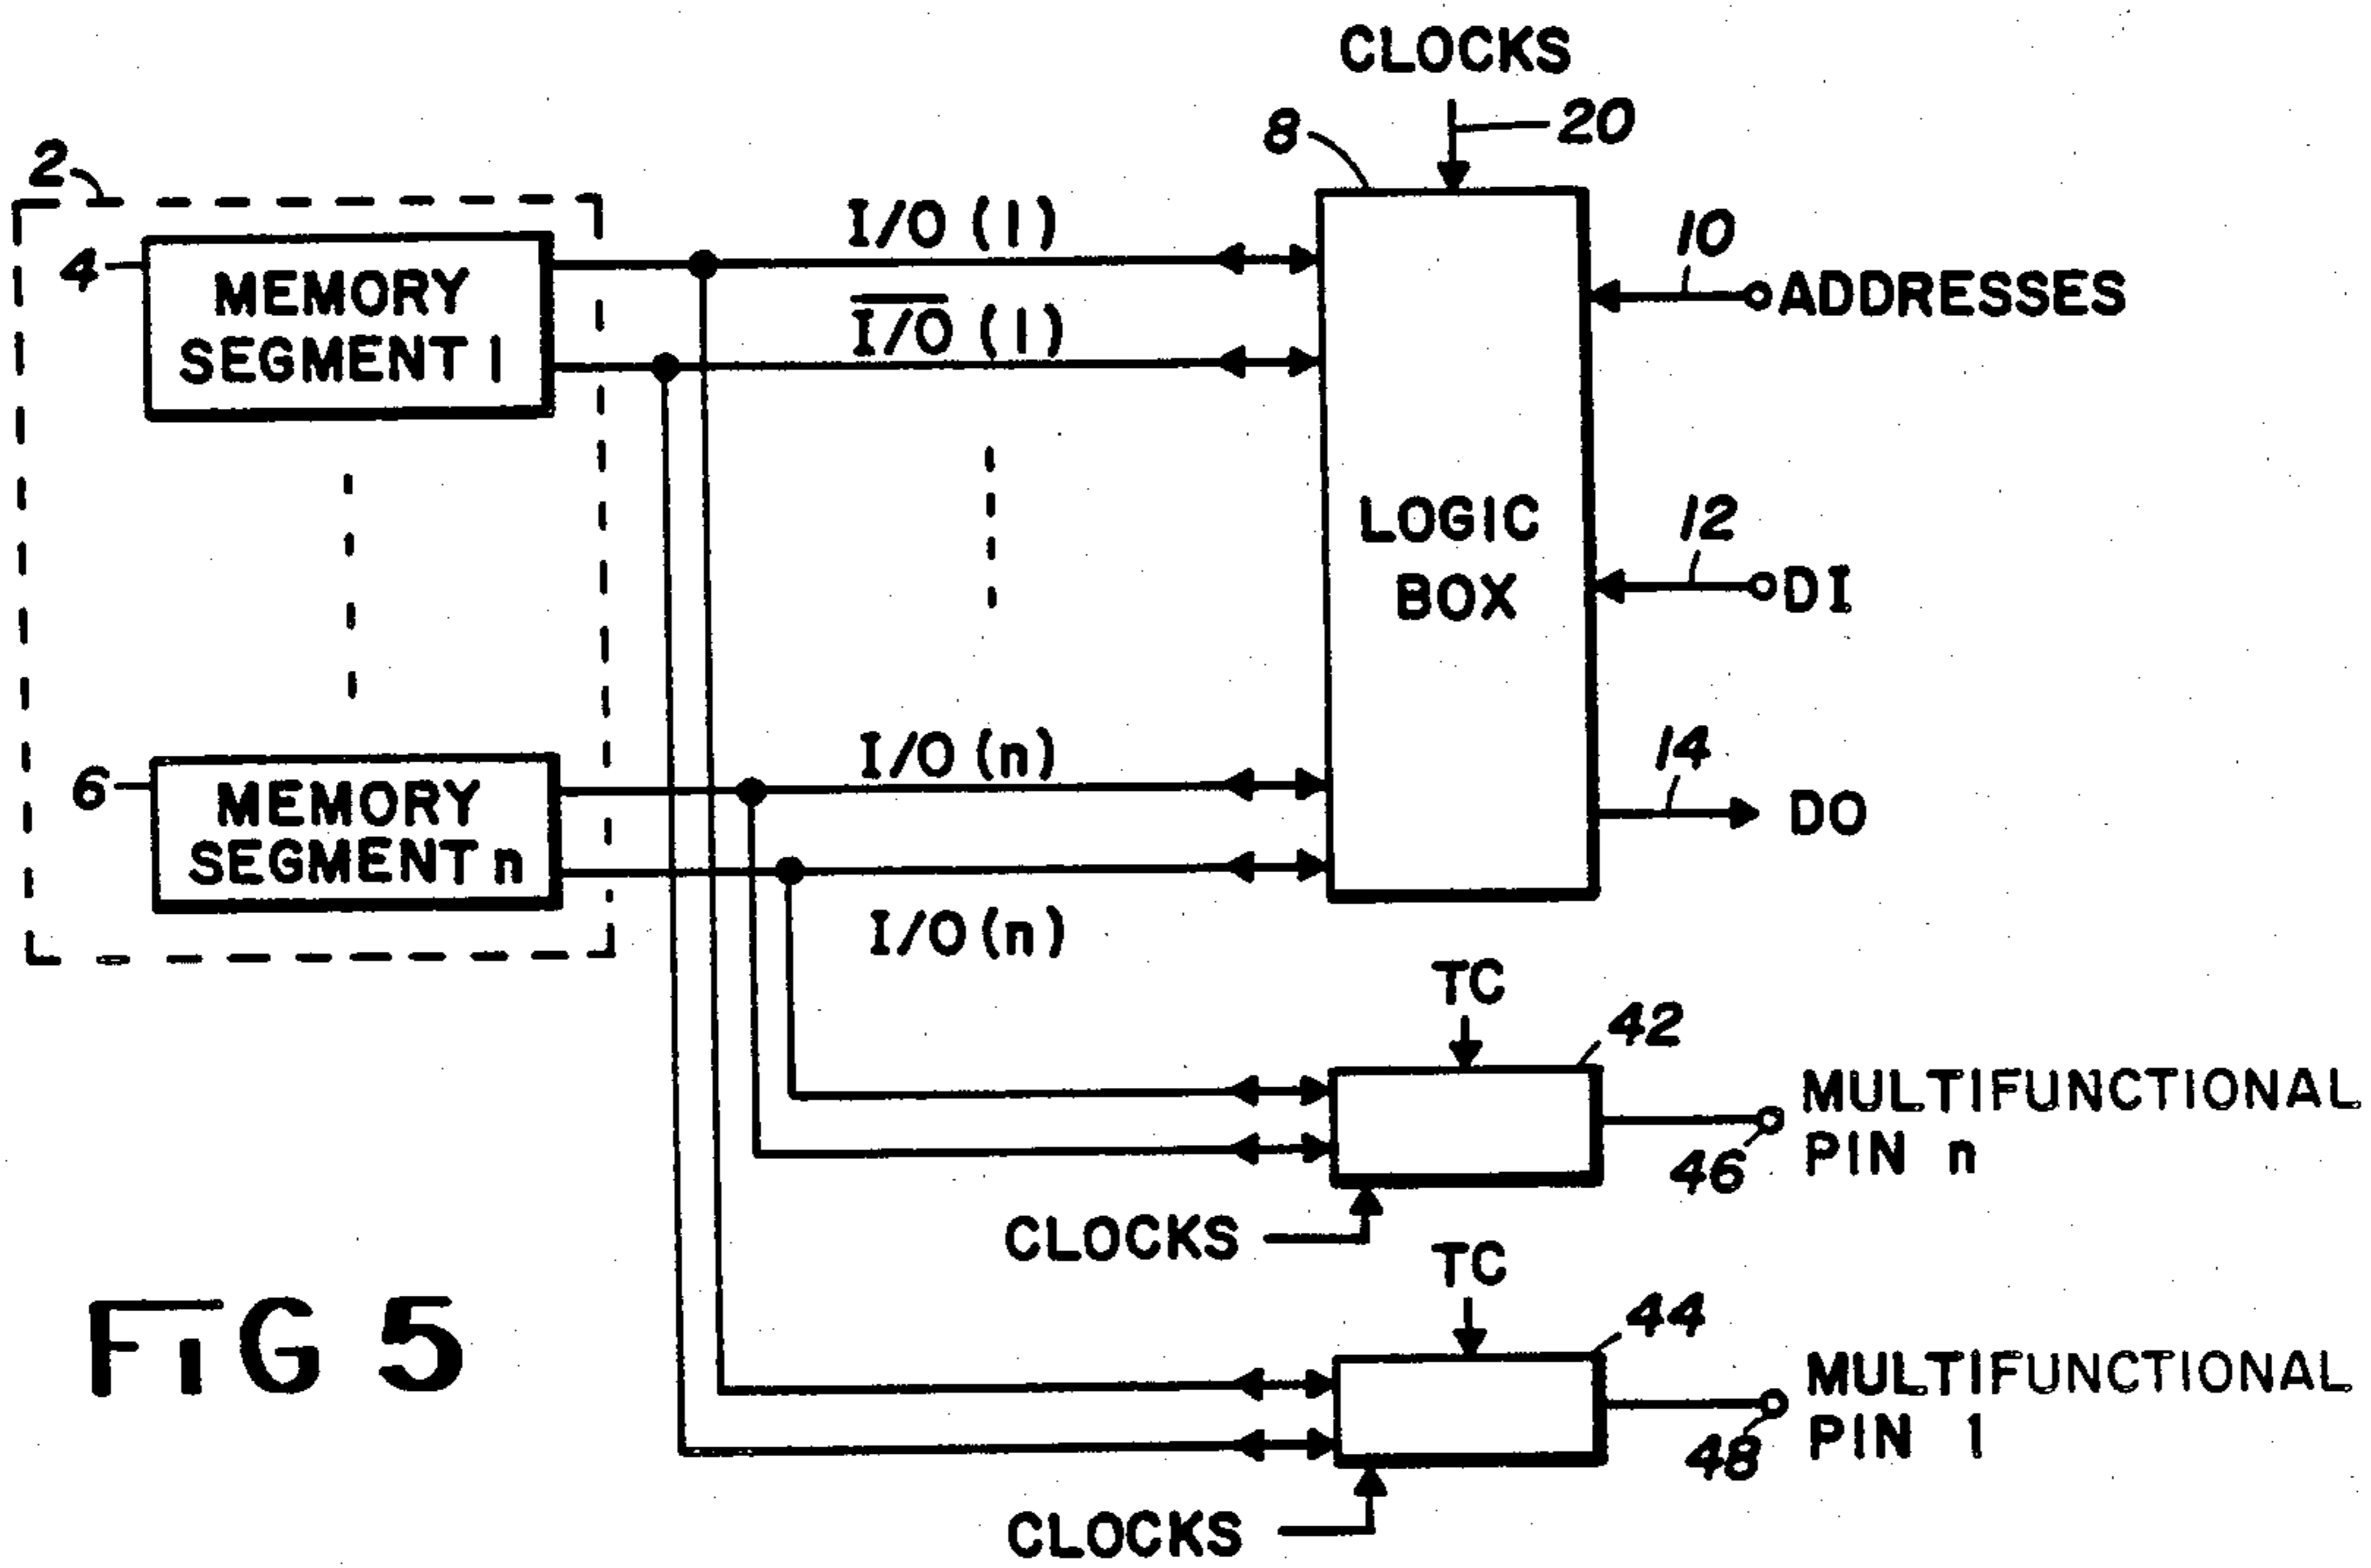 CLOCKS
20
8
2
I/O (1)
10
4
MEMORY
SEGMENT 1
I/O (1)
ADDRESSES
12
LOGIC
BOX
DI
I/O (n)
14
6
MEMORY
SEGMENT n
DO
I/O (n)
TC
42
MULTIFUNCTIONAL
PIN n
46
CLOCKS
TC
44
FIG 5
MULTIFUNCTIONAL
PIN 1
48
CLOCKS